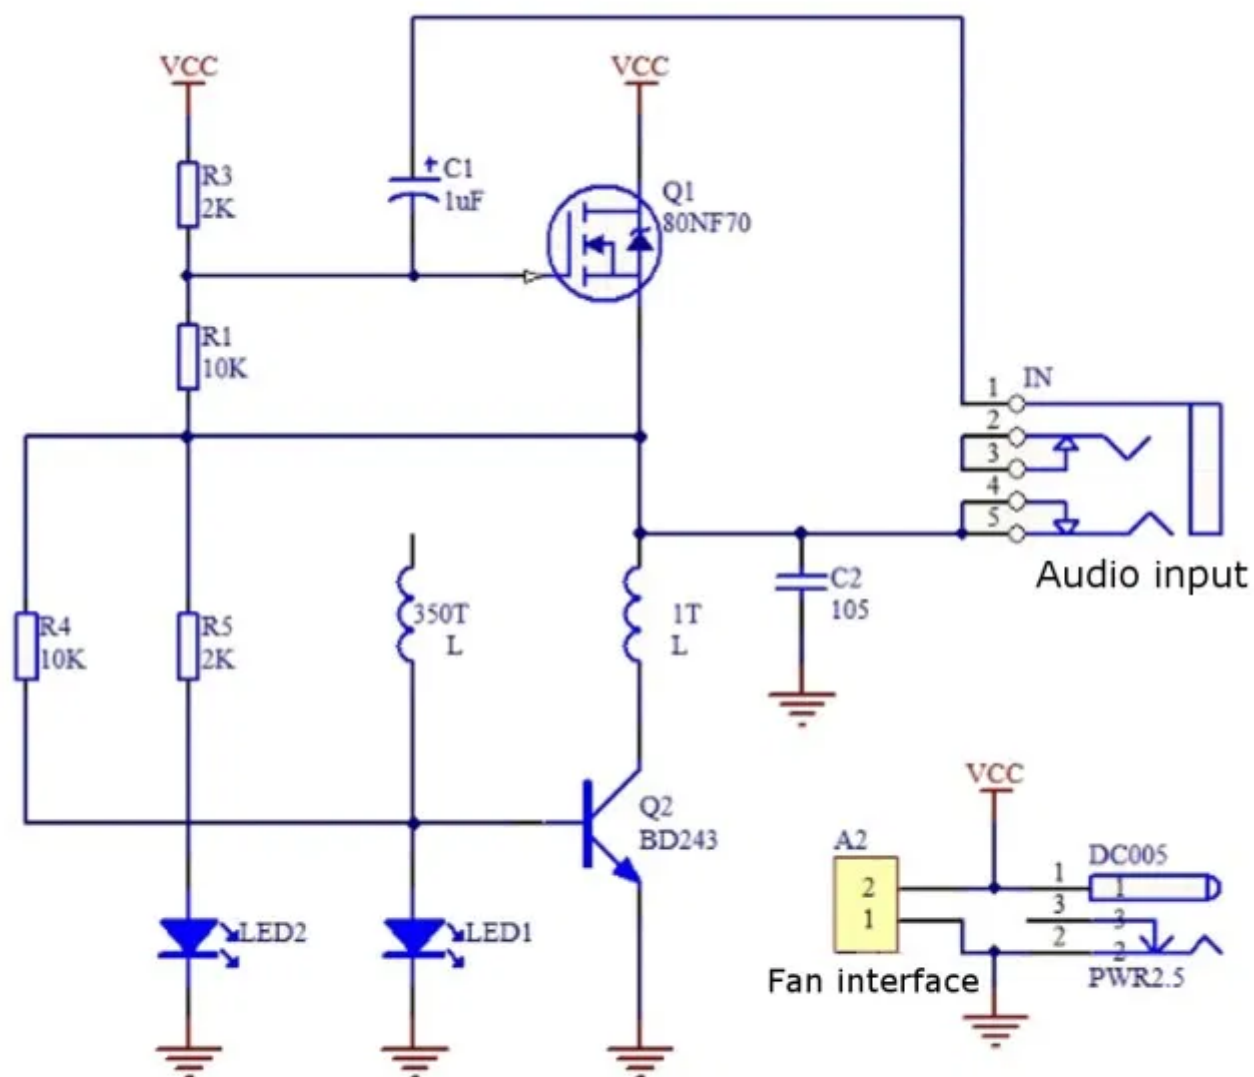 VCC
VCC
R3
2K
+
C1
1uF
Q1
80NF70
R1
10K
1
IN
2
3
4
5
Audio input
R4
10K
R5
2K
350T
L
1T
L
C2
105
Q2
BD243
VCC
A2
2
1
DC005
1
1
3
3
2
2
PWR2.5
Fan interface
LED2
LED1